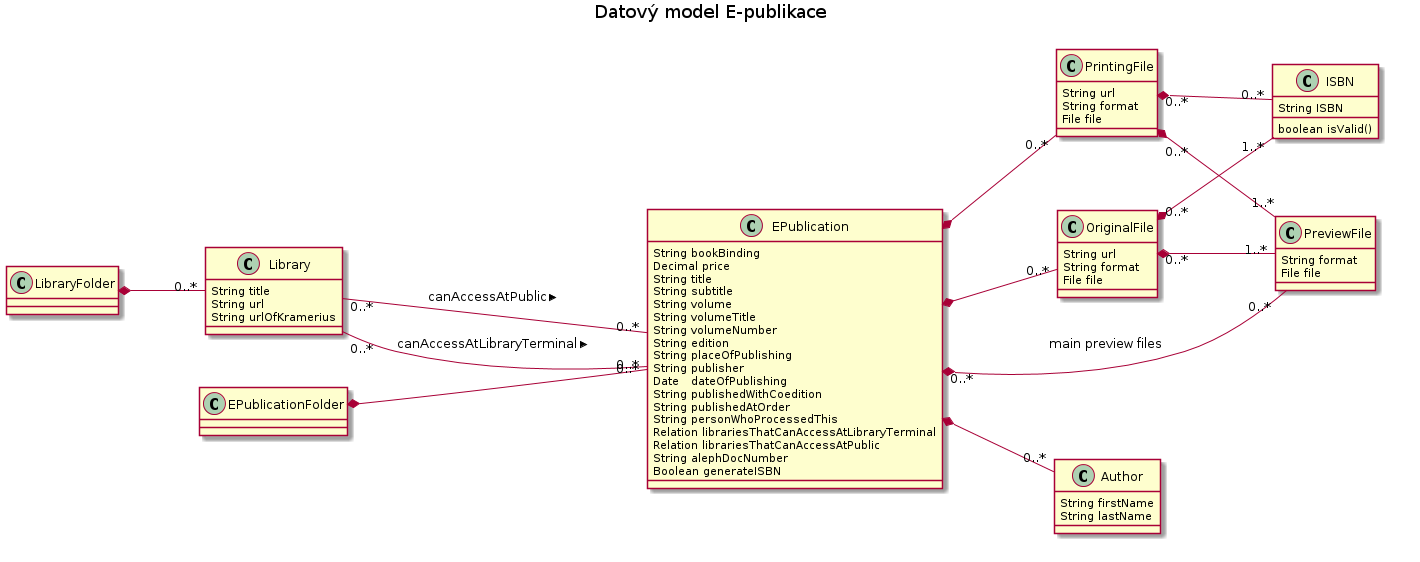 Datový model E-publikace
C LibraryFolder
0..*
C Library
String title
String url
String urlOfKramerius
C EPublicationFolder
0..*
canAccessAtPublic ►
0..*
0..*
canAccessAtLibraryTerminal ►
0..*
0..*
C EPublication
String bookBinding
Decimal price
String title
String subtitle
String volume
String volumeTitle
String volumeNumber
String edition
String placeOfPublishing
String publisher
Date dateOfPublishing
String publishedWithCoedition
String publishedAtOrder
String personWhoProcessedThis
Relation librariesThatCanAccessAtLibraryTerminal
Relation librariesThatCanAccessAtPublic
String alephDocNumber
Boolean generateISBN
0..*
C PrintingFile
String url
String format
File file
0..*
0..*
0..*
1..*
0..*
C OriginalFile
String url
String format
File file
0..*
1..*
0..*
1..*
0..*
main preview files
0..*
0..*
C Author
String firstName
String lastName
C ISBN
String ISBN
boolean isValid()
C PreviewFile
String format
File file